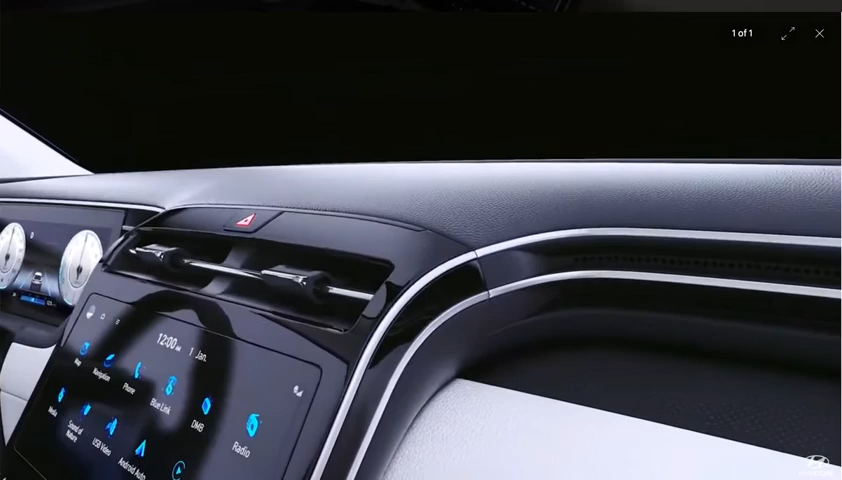 1 of 1
12:00 AM
1 Jan.
Map
Navigation
Phone
Blue Link
DMB
Radio
Media
Sound of
Nature
USB Video
Android Auto